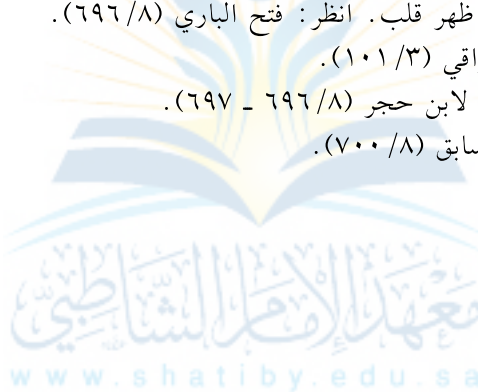 ظهر قلب. انظر: فتح الباري (٨/ ٦٩٦).
اقي (٣/ ١٠١).
لابن حجر (٨/ ٦٩٦ ـ ٦٩٧).
سابق (٨/ ٧٠٠).
معهد الإمام الشاطبي
www.shatiby.edu.sa